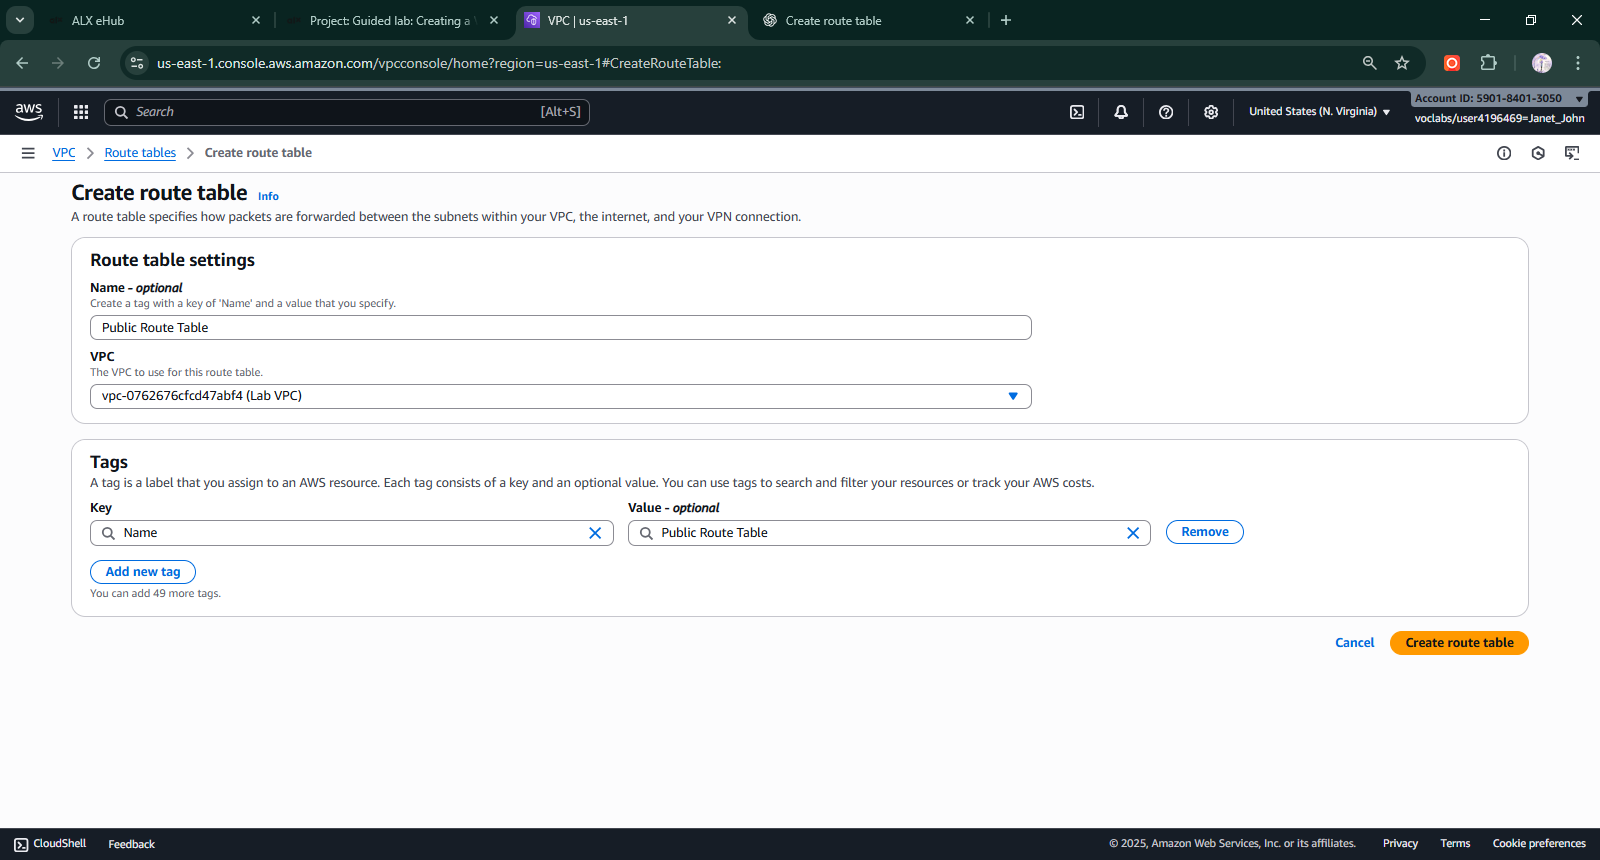 ALX eHub
Project: Guided lab: Creating a
VPC | us-east-1
Create route table
us-east-1.console.aws.amazon.com/vpcconsole/home?region=us-east-1#CreateRouteTable:
aws
Search
[Alt+S]
United States (N. Virginia)
Account ID: 5901-8401-3050
voclabs/user4196469=Janet_John
VPC
Route tables
Create route table
Create route table
Info
A route table specifies how packets are forwarded between the subnets within your VPC, the internet, and your VPN connection.
Route table settings
Name - optional
Create a tag with a key of 'Name' and a value that you specify.
Public Route Table
VPC
The VPC to use for this route table.
vpc-0762676cfcd47abf4 (Lab VPC)
Tags
A tag is a label that you assign to an AWS resource. Each tag consists of a key and an optional value. You can use tags to search and filter your resources or track your AWS costs.
Key
Value - optional
Name
Public Route Table
Remove
Add new tag
You can add 49 more tags.
Cancel
Create route table
CloudShell
Feedback
© 2025, Amazon Web Services, Inc. or its affiliates.
Privacy
Terms
Cookie preferences